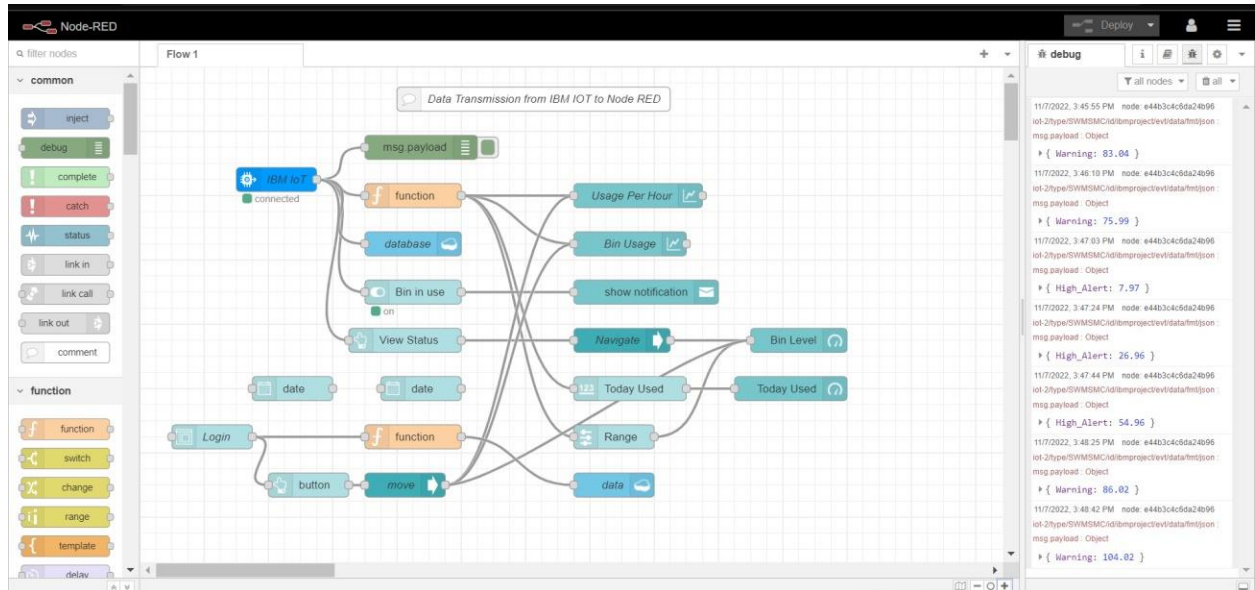 Node-RED
Deploy
filter nodes
common
inject
debug
complete
catch
status
link in
link call
link out
comment
function
function
switch
change
range
template
delay
Flow 1
Data Transmission from IBM IOT to Node RED
msg.payload
IBM IoT
connected
function
Usage Per Hour
database
Bin Usage
Bin in use
on
show notification
View Status
Navigate
Bin Level
date
date
123 Today Used
Today Used
Login
function
Range
button
move
data
debug
all nodes
all
11/7/2022, 3:45:55 PM node: e44b3c4c6da24b96
iot-2/type/SWMSMC/id/ibmproject/evt/data/fmt/json :
msg.payload : Object
{ Warning: 83.04 }
11/7/2022, 3:46:10 PM node: e44b3c4c6da24b96
iot-2/type/SWMSMC/id/ibmproject/evt/data/fmt/json :
msg.payload : Object
{ Warning: 75.99 }
11/7/2022, 3:47:03 PM node: e44b3c4c6da24b96
iot-2/type/SWMSMC/id/ibmproject/evt/data/fmt/json :
msg.payload : Object
{ High_Alert: 7.97 }
11/7/2022, 3:47:24 PM node: e44b3c4c6da24b96
iot-2/type/SWMSMC/id/ibmproject/evt/data/fmt/json :
msg.payload : Object
{ High_Alert: 26.96 }
11/7/2022, 3:47:44 PM node: e44b3c4c6da24b96
iot-2/type/SWMSMC/id/ibmproject/evt/data/fmt/json :
msg.payload : Object
{ High_Alert: 54.96 }
11/7/2022, 3:48:25 PM node: e44b3c4c6da24b96
iot-2/type/SWMSMC/id/ibmproject/evt/data/fmt/json :
msg.payload : Object
{ Warning: 86.02 }
11/7/2022, 3:48:42 PM node: e44b3c4c6da24b96
iot-2/type/SWMSMC/id/ibmproject/evt/data/fmt/json :
msg.payload : Object
{ Warning: 104.02 }